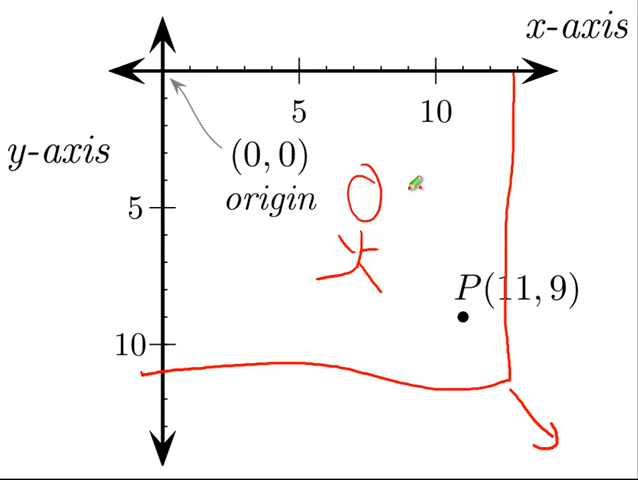 x-axis
5 10
y-axis
(0,0)
origin
5
P(11,9)
10